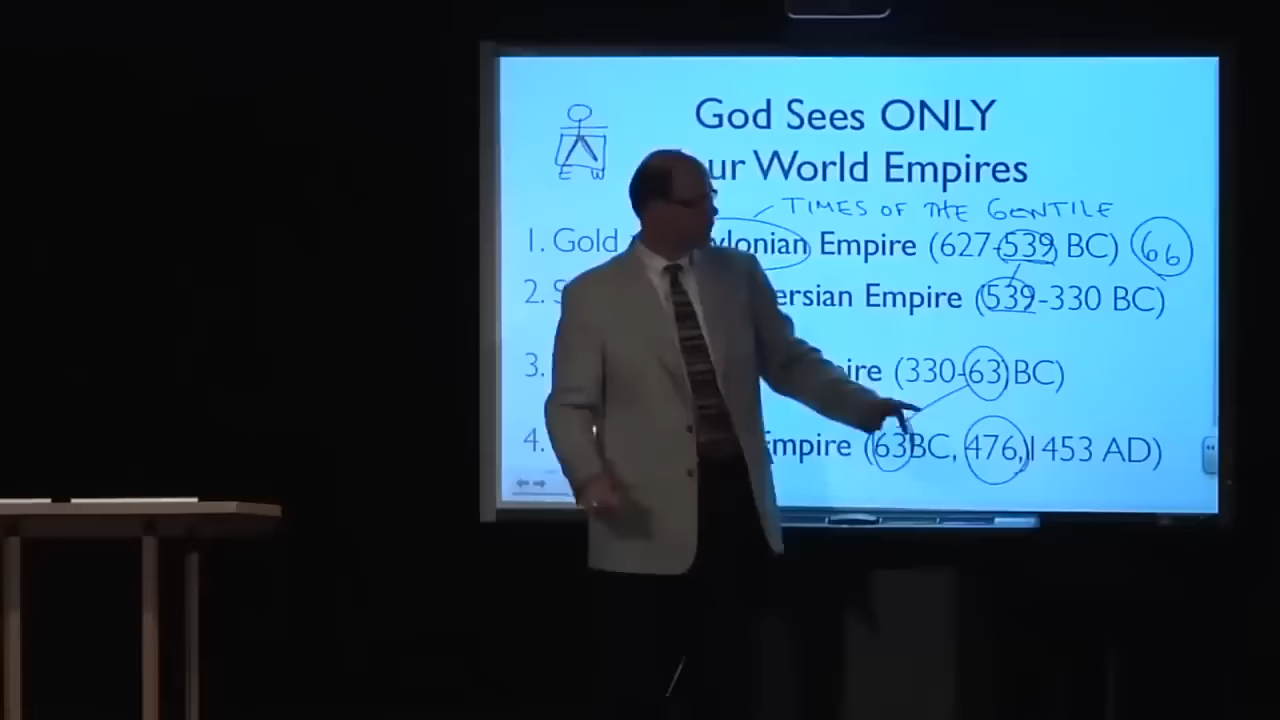 God Sees ONLY
ur World Empires
TIMES OF THE GENTILE
1. Gold ylonian Empire (627-539 BC) 66
2. S ersian Empire (539-330 BC)
3. ire (330-63 BC)
4. mpire (63BC, 476, 1453 AD)
E W